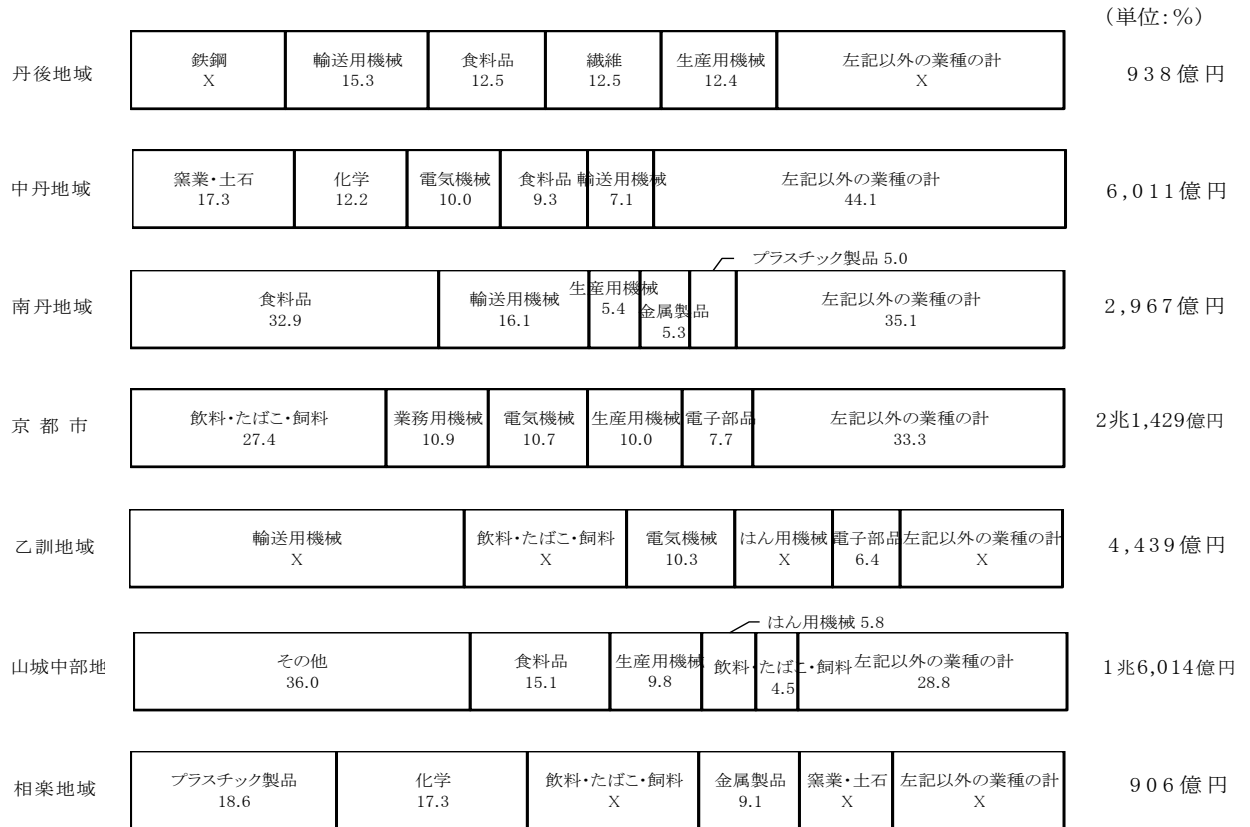 (単位:%)
丹後地域
鉄鋼 輸送用機械 食料品 繊維 生産用機械 左記以外の業種の計
X 15.3 12.5 12.5 12.4 X
938億円
中丹地域
窯業・土石 化学 電気機械 食料品 輸送用機械 左記以外の業種の計
17.3 12.2 10.0 9.3 7.1 44.1
6,011億円
プラスチック製品 5.0
南丹地域
食料品 輸送用機械 生産用機械 金属製品 左記以外の業種の計
32.9 16.1 5.4 5.3 35.1
2,967億円
京都市
飲料・たばこ・飼料 業務用機械 電気機械 生産用機械 電子部品 左記以外の業種の計
27.4 10.9 10.7 10.0 7.7 33.3
2兆1,429億円
乙訓地域
輸送用機械 飲料・たばこ・飼料 電気機械 はん用機械 電子部品 左記以外の業種の計
X X 10.3 X 6.4 X
4,439億円
はん用機械 5.8
山城中部地
その他 食料品 生産用機械 飲料・たばこ・飼料 左記以外の業種の計
36.0 15.1 9.8 4.5 28.8
1兆6,014億円
相楽地域
プラスチック製品 化学 飲料・たばこ・飼料 金属製品 窯業・土石 左記以外の業種の計
18.6 17.3 X 9.1 X X
906億円